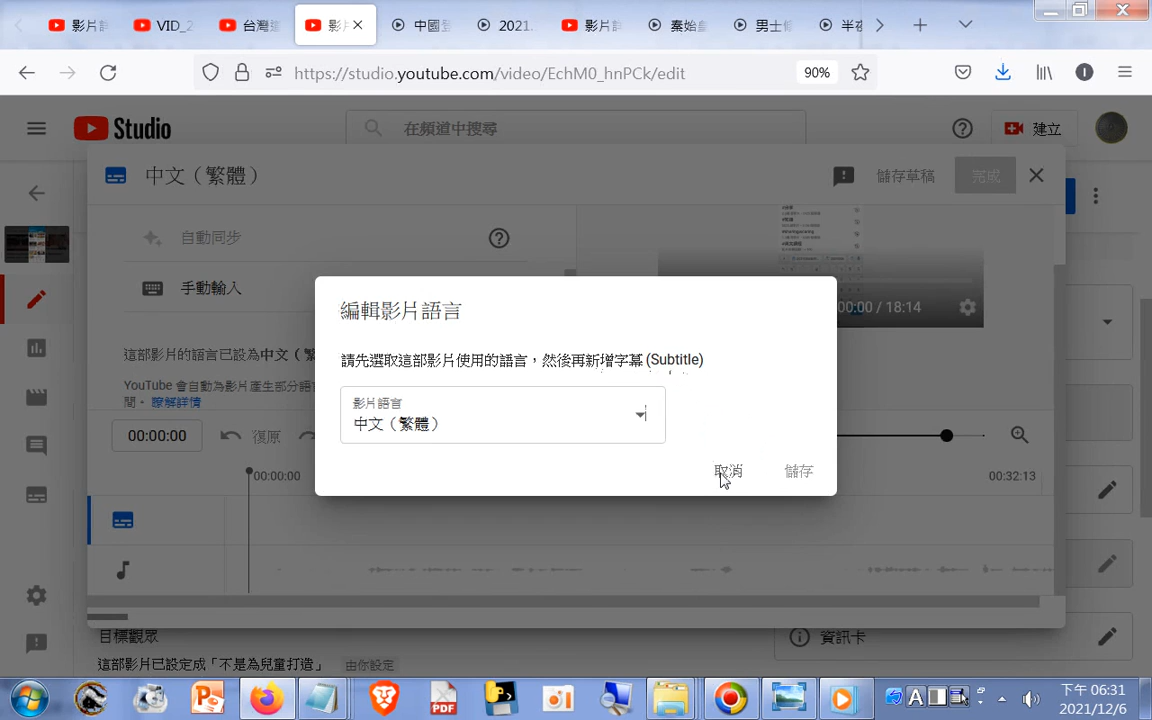 影片
VID_2
台灣
影片
中國
2021.
影片
秦始
男士
半夜
https://studio.youtube.com/video/EchM0_hnPCk/edit
90%
Studio
在頻道中搜尋
建立
中文（繁體）
儲存草稿
完成
自動同步
手動輸入
00:00 / 18:14
編輯影片語言
請先選取這部影片使用的語言，然後再新增字幕 (Subtitle)
影片語言
中文（繁體）
取消
儲存
這部影片的語言已設為中文（繁
YouTube 會自動為影片產生部分語
間。瞭解詳情
00:00:00
復原
00:00:00
00:32:13
目標觀眾
這部影片已設定成「不是為兒童打造」
由你設定
資訊卡
PDF
A
下午 06:31
2021/12/6